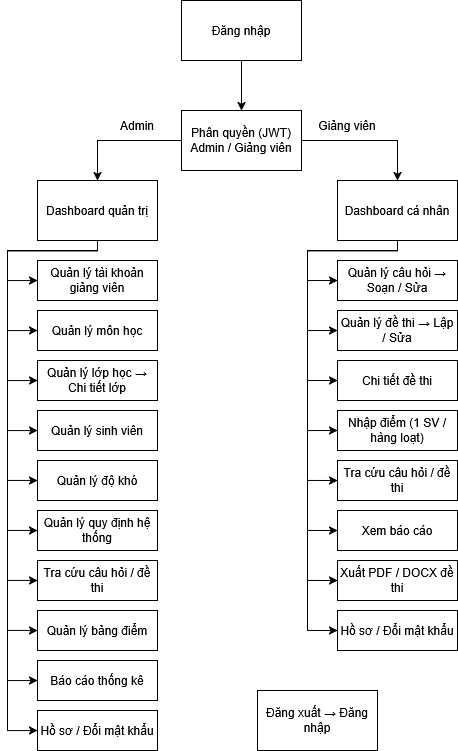 Đăng nhập
Phân quyền (JWT)
Admin / Giảng viên
Admin
Giảng viên
Dashboard quản trị
Quản lý tài khoản
giảng viên
Quản lý môn học
Quản lý lớp học →
Chi tiết lớp
Quản lý sinh viên
Quản lý độ khó
Quản lý quy định hệ
thống
Tra cứu câu hỏi / đề
thi
Quản lý bảng điểm
Báo cáo thống kê
Hồ sơ / Đổi mật khẩu
Dashboard cá nhân
Quản lý câu hỏi →
Soạn / Sửa
Quản lý đề thi → Lập
/ Sửa
Chi tiết đề thi
Nhập điểm (1 SV /
hàng loạt)
Tra cứu câu hỏi / đề
thi
Xem báo cáo
Xuất PDF / DOCX đề
thi
Hồ sơ / Đổi mật khẩu
Đăng xuất → Đăng
nhập